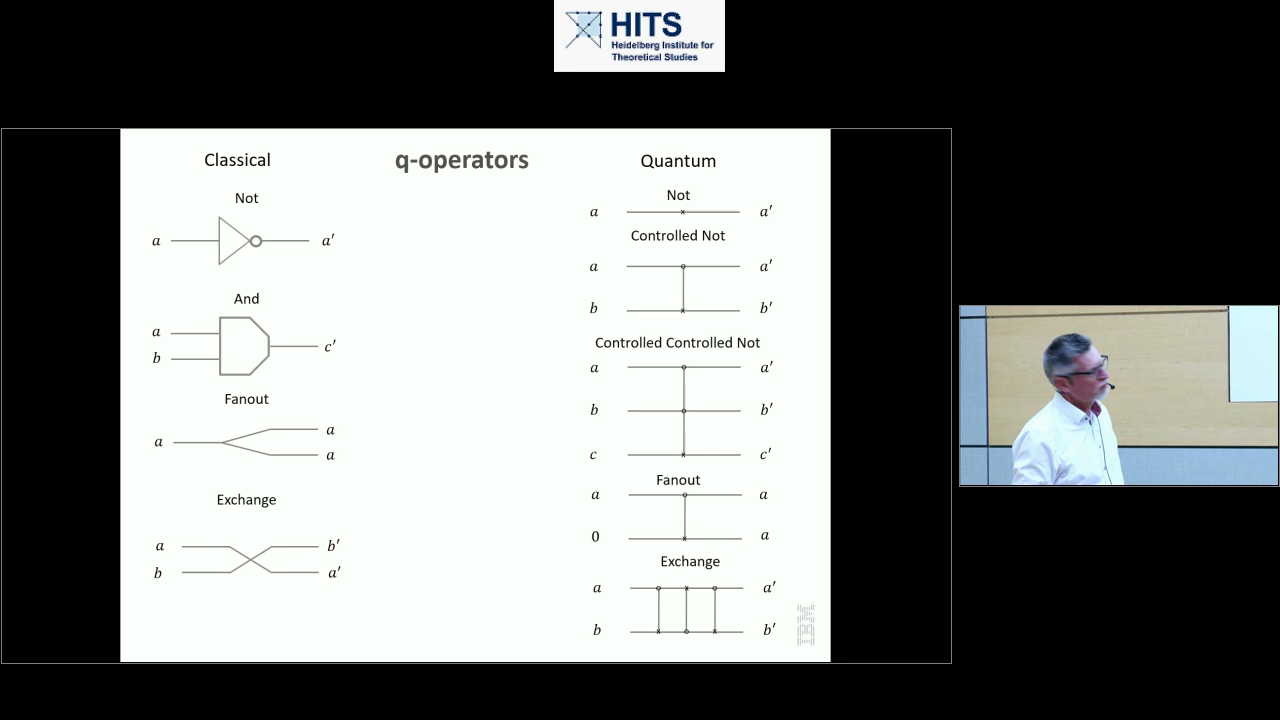 HITS
Heidelberg Institute for
Theoretical Studies
Classical
q-operators
Quantum
Not
a
a′
And
a
b
c′
Fanout
a
a
a
Exchange
a
b′
b
a′
Not
a
a′
Controlled Not
a
a′
b
b′
Controlled Controlled Not
a
a′
b
b′
c
c′
Fanout
a
a
0
a
Exchange
a
a′
b
b′
IBM